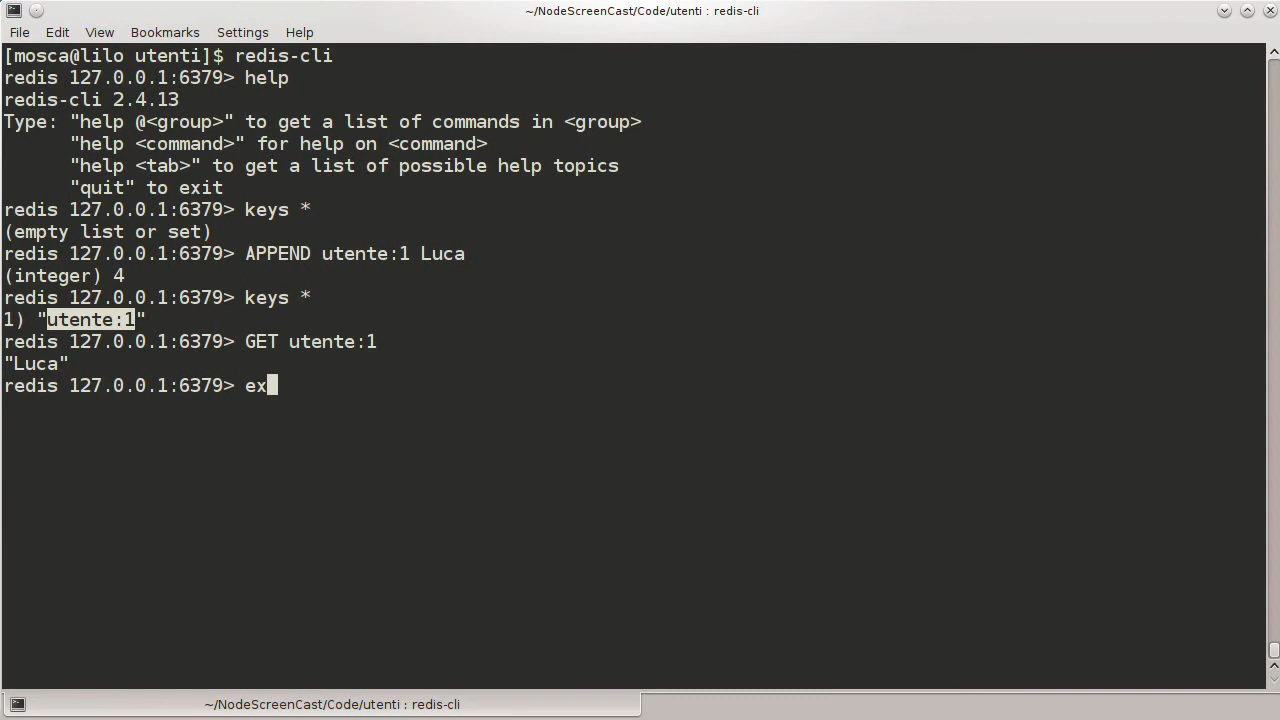 ~/NodeScreenCast/Code/utenti : redis-cli
File Edit View Bookmarks Settings Help
[mosca@lilo utenti]$ redis-cli
redis 127.0.0.1:6379> help
redis-cli 2.4.13
Type: "help @<group>" to get a list of commands in <group>
"help <command>" for help on <command>
"help <tab>" to get a list of possible help topics
"quit" to exit
redis 127.0.0.1:6379> keys *
(empty list or set)
redis 127.0.0.1:6379> APPEND utente:1 Luca
(integer) 4
redis 127.0.0.1:6379> keys *
1) "utente:1"
redis 127.0.0.1:6379> GET utente:1
"Luca"
redis 127.0.0.1:6379> ex
~/NodeScreenCast/Code/utenti : redis-cli